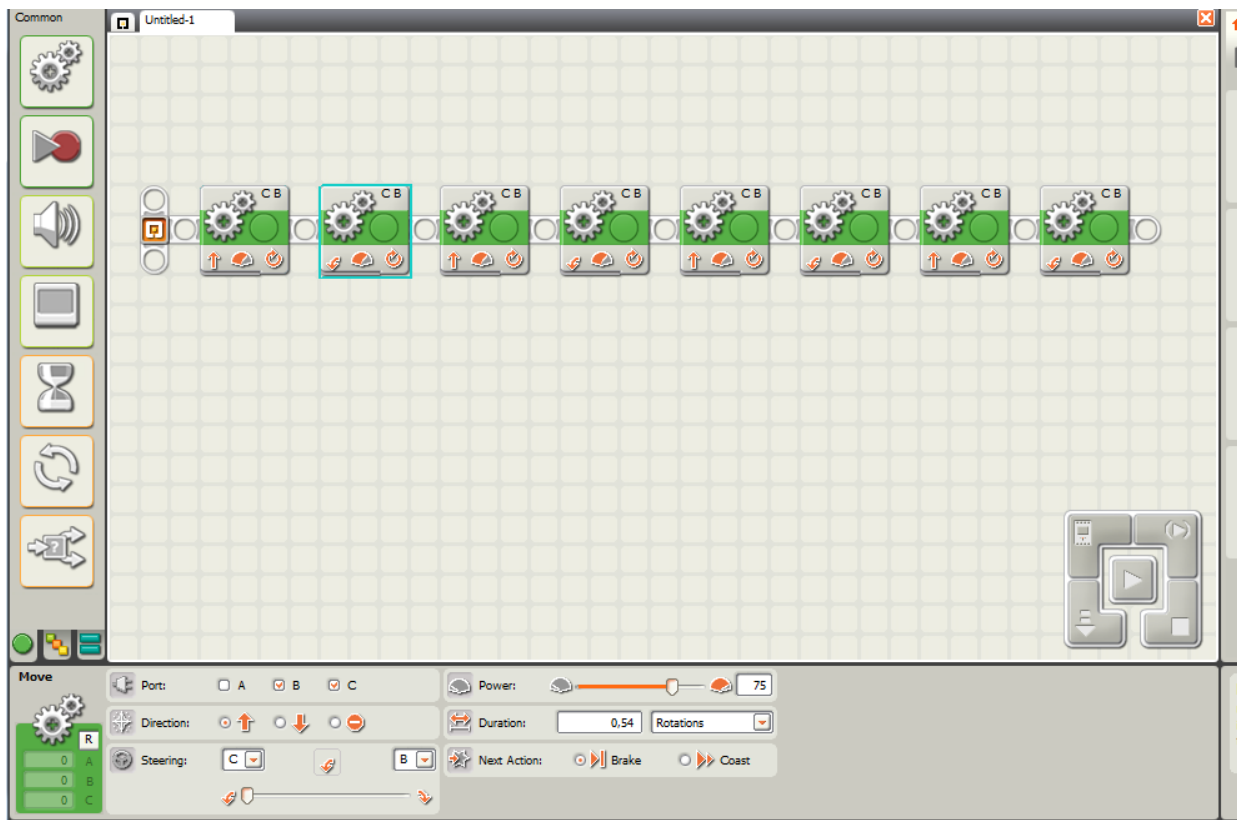 Common
Untitled-1
C B
C B
C B
C B
C B
C B
C B
C B
Move
R
0 A
0 B
0 C
Port: A B C
Direction:
Steering: C B
Power: 75
Duration: 0,54 Rotations
Next Action: Brake Coast